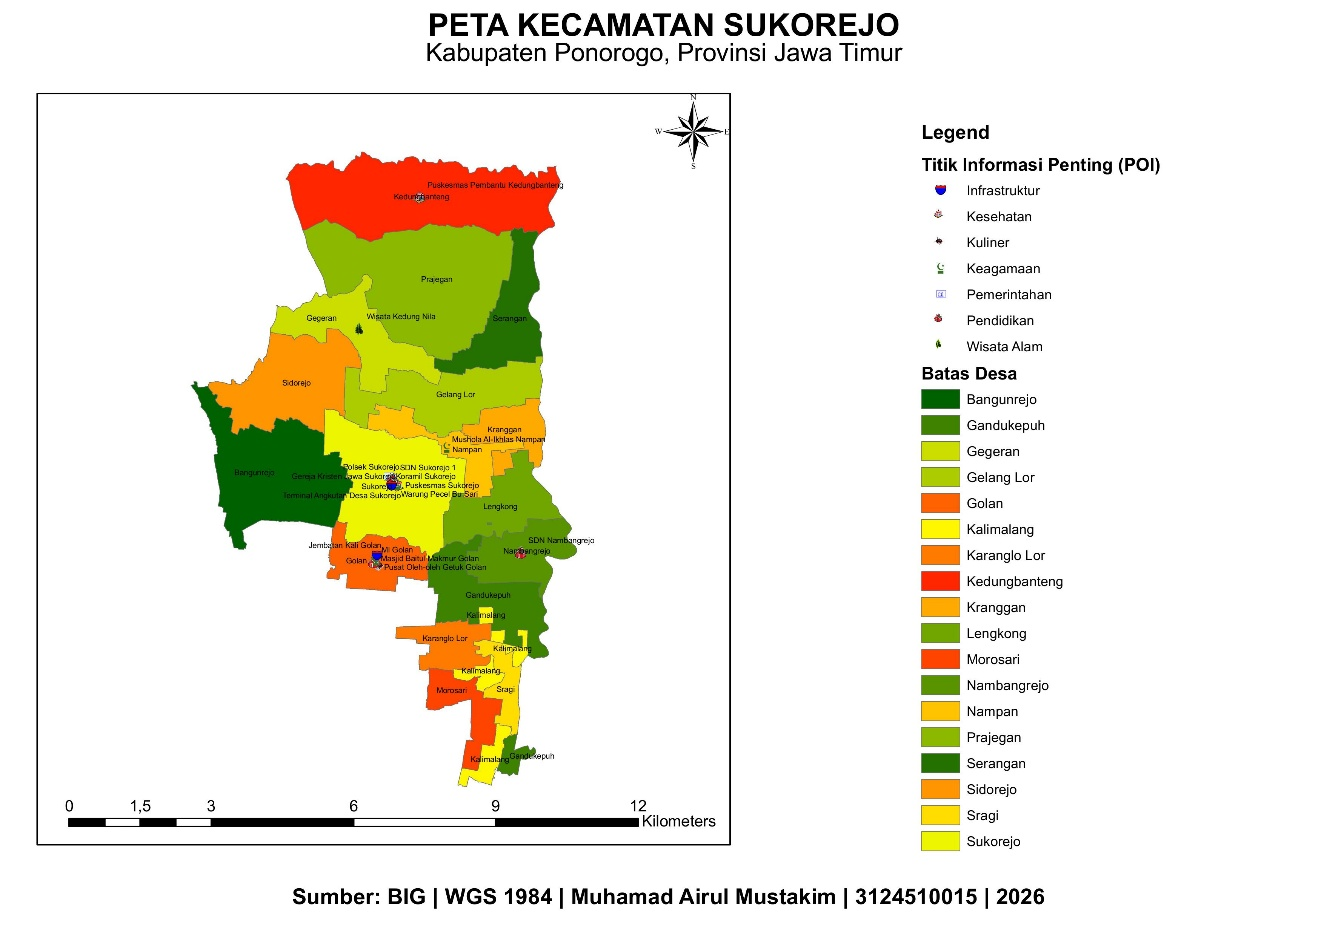 PETA KECAMATAN SUKOREJO
Kabupaten Ponorogo, Provinsi Jawa Timur
N
W
E
S
Puskesmas Pembantu Kedungbanteng
Kedungbanteng
Prajegan
Gegeran
Wisata Kedung Nila
Serangan
Sidorejo
Gelang Lor
Kranggan
Mushola Al-Ikhlas Nampan
Nampan
Polsek Sukorejo
SDN Sukorejo 1
Bangunrejo
Gereja Kristen Jawa Sukorejo
Koramil Sukorejo
Sukorejo
Puskesmas Sukorejo
Terminal Angkutan Desa Sukorejo
Warung Pecel Bu Sari
Lengkong
Jembatan Kali Golan
MI Golan
SDN Nambangrejo
Nambangrejo
Golan
Masjid Baitul Makmur Golan
Pusat Oleh-oleh Getuk Golan
Gandukepuh
Kalimalang
Karanglo Lor
Kalimalang
Kalimalang
Morosari
Sragi
Kalimalang
Gandukepuh
0 1,5 3 6 9 12
Kilometers
Legend
Titik Informasi Penting (POI)
Infrastruktur
Kesehatan
Kuliner
Keagamaan
Pemerintahan
Pendidikan
Wisata Alam
Batas Desa
Bangunrejo
Gandukepuh
Gegeran
Gelang Lor
Golan
Kalimalang
Karanglo Lor
Kedungbanteng
Kranggan
Lengkong
Morosari
Nambangrejo
Nampan
Prajegan
Serangan
Sidorejo
Sragi
Sukorejo
Sumber: BIG | WGS 1984 | Muhamad Airul Mustakim | 3124510015 | 2026